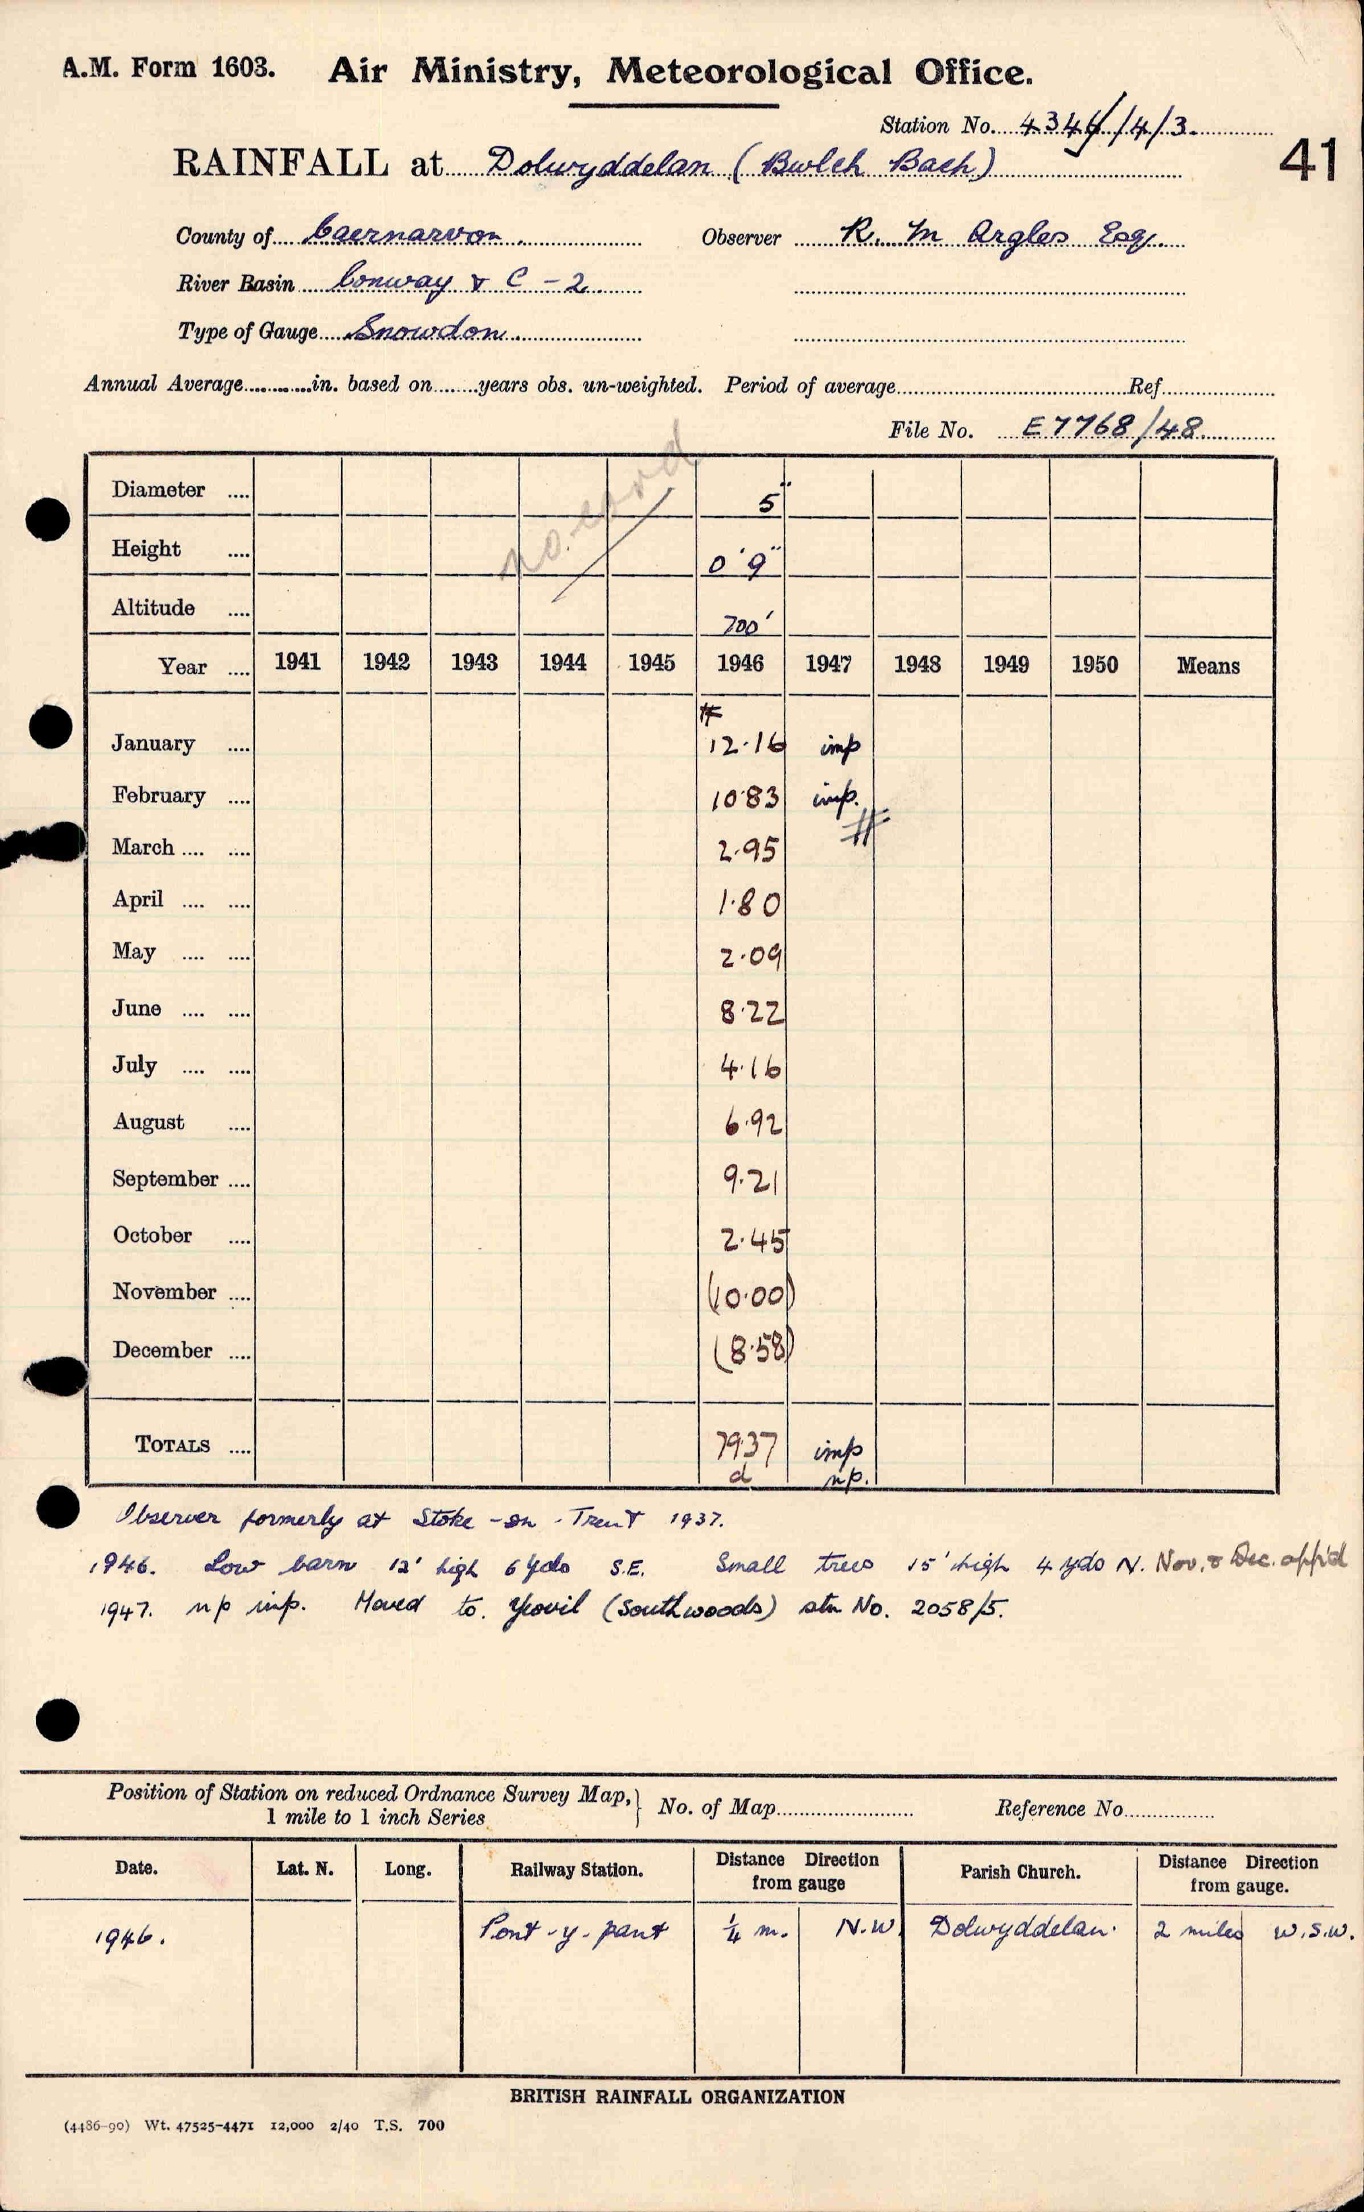 A.M. Form 1603. Air Ministry, Meteorological Office.
Station No. 4344/4/3.
RAINFALL at Dolwyddelan (Bwlch Bach)
41
County of Caernarvon. Observer R. M Argles Esq.
River Basin Conway & C - 2
Type of Gauge Snowdon.
Annual Average............in. based on.......years obs. un-weighted. Period of average.......... Ref..........
File No. E7768/48
no card
Diameter .... 5"
Height .... 0' 9"
Altitude .... 700'
Year .... 1941 1942 1943 1944 1945 1946 1947 1948 1949 1950 Means
January .... 12.16 imp
February .... 10.83 imp.
March .... .... 2.95
April .... .... 1.80
May .... .... 2.09
June .... .... 8.22
July .... .... 4.16
August .... 6.92
September .... 9.21
October .... 2.45
November .... (10.00)
December .... (8.58)
TOTALS .... 79.37 imp
d np.
Observer formerly at Stoke-on-Trent 1937.
1946. Low barn 12' high 6 yds S.E. Small trees 15' high 4 yds N. Nov. & Dec. app'd
1947. np imp. Moved to Yeovil (Southwoods) stn No. 2058/5.
Position of Station on reduced Ordnance Survey Map, 1 mile to 1 inch Series } No. of Map.......... Reference No..........
Date. Lat. N. Long. Railway Station. Distance Direction from gauge Parish Church. Distance Direction from gauge.
1946. Pont-y-pant ¼ m. N.W. Dolwyddelan. 2 miles W.S.W.
BRITISH RAINFALL ORGANIZATION
(4486-90) Wt. 47525-4471 12,000 2/40 T.S. 700